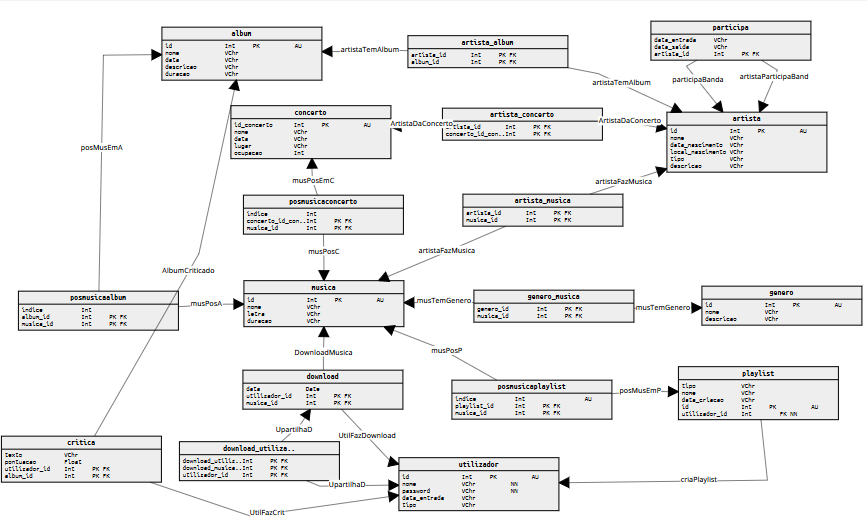 album
id Int PK AU
nome VChr
data VChr
descricao VChr
duracao VChr
artistaTemAlbum
artista_album
artista_id Int PK FK
album_id Int PK FK
participa
data_entrada VChr
data_saida VChr
artista_id Int PK FK
participaBanda
artistaParticipaBand
artistaTemAlbum
concerto
id_concerto Int PK AU
nome VChr
data VChr
lugar VChr
ocupacao Int
ArtistaDaConcerto
artista_concerto
artista_id Int PK FK
concerto_id_con.. Int PK FK
ArtistaDaConcerto
artista
id Int PK AU
nome VChr
data_nascimento VChr
local_nascimento VChr
tipo VChr
descricao VChr
posMusEmA
musPosEmC
artistaFazMusica
posmusicaconcerto
indice Int
concerto_id_con.. Int PK FK
musica_id Int PK FK
artista_musica
artista_id Int PK FK
musica_id Int PK FK
musPosC
artistaFazMusica
AlbumCriticado
posmusicaalbum
indice Int
album_id Int PK FK
musica_id Int PK FK
musPosA
musica
id Int PK AU
nome VChr
letra VChr
duracao VChr
musTemGenero
genero_musica
genero_id Int PK FK
musica_id Int PK FK
musTemGenero
genero
id Int PK AU
nome VChr
descricao VChr
DownloadMusica
musPosP
download
data Date
utilizador_id Int PK FK
musica_id Int PK FK
posmusicaplaylist
indice Int AU
playlist_id Int PK FK
musica_id Int PK FK
posMusEmP
playlist
tipo VChr
nome VChr
data_criacao VChr
id Int PK AU
utilizador_id Int FK NN
UpartilhaD
UtilFazDownload
critica
texto VChr
pontuacao Float
utilizador_id Int PK FK
album_id Int PK FK
download_utiliza..
download_utiliz.. Int PK FK
download_musica.. Int PK FK
utilizador_id Int PK FK
UpartilhaD
utilizador
id Int PK AU
nome VChr NN
password VChr NN
data_entrada VChr
tipo VChr
criaPlaylist
UtilFazCrit